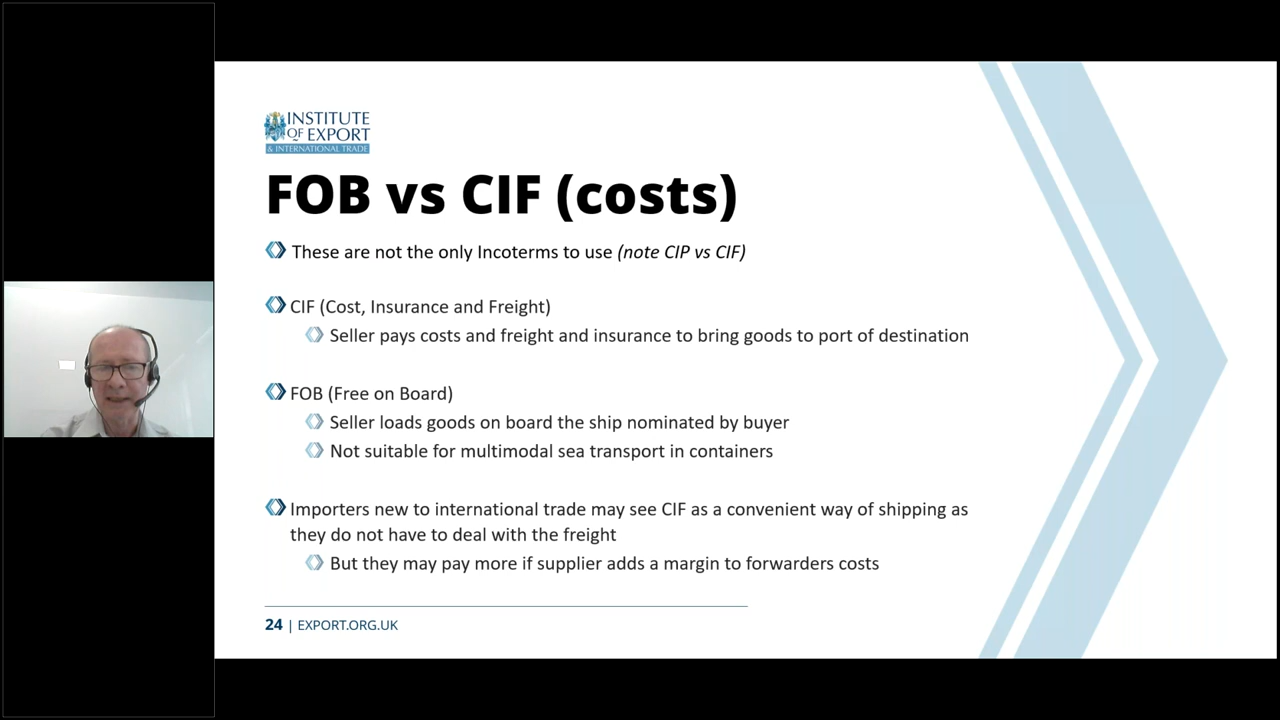 INSTITUTE
OF EXPORT
& INTERNATIONAL TRADE
FOB vs CIF (costs)
These are not the only Incoterms to use (note CIP vs CIF)
CIF (Cost, Insurance and Freight)
Seller pays costs and freight and insurance to bring goods to port of destination
FOB (Free on Board)
Seller loads goods on board the ship nominated by buyer
Not suitable for multimodal sea transport in containers
Importers new to international trade may see CIF as a convenient way of shipping as
they do not have to deal with the freight
But they may pay more if supplier adds a margin to forwarders costs
24 | EXPORT.ORG.UK